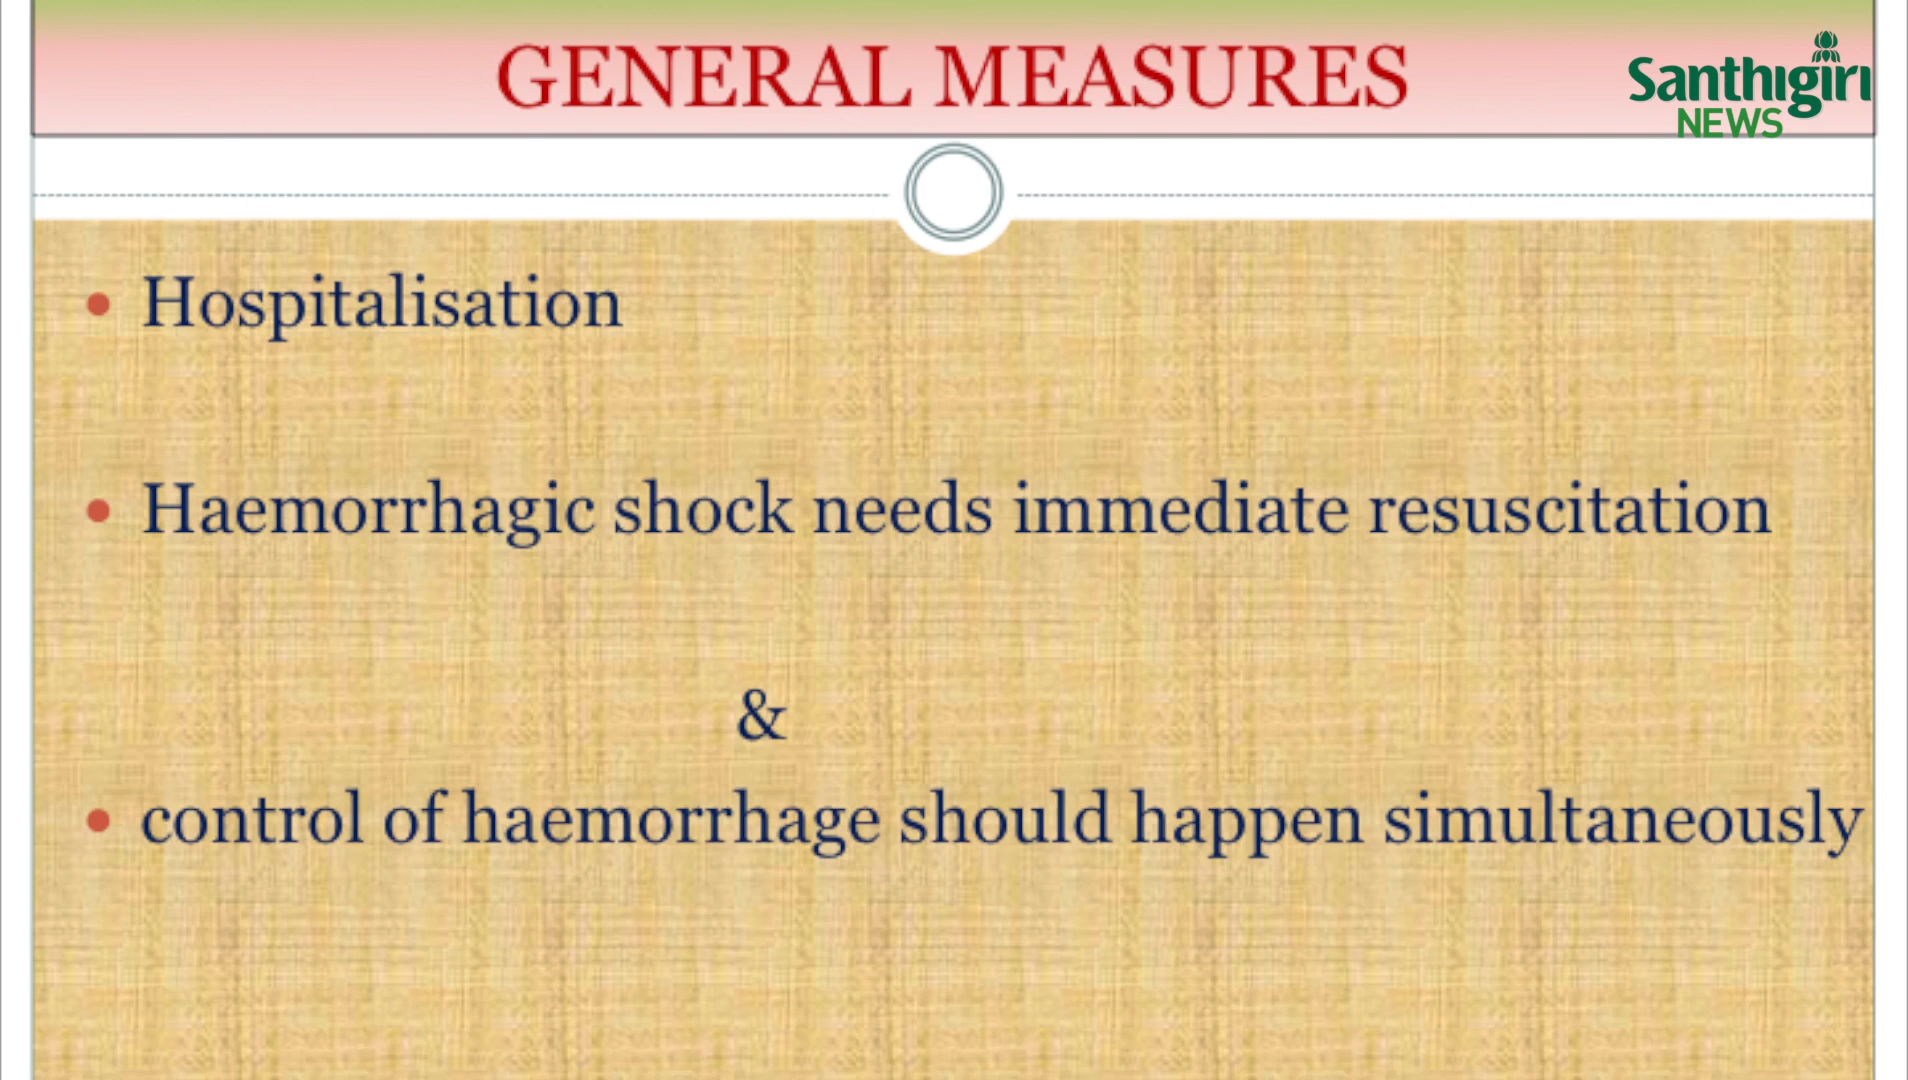 GENERAL MEASURES
Santhigiri
NEWS
Hospitalisation
Haemorrhagic shock needs immediate resuscitation
&
control of haemorrhage should happen simultaneously